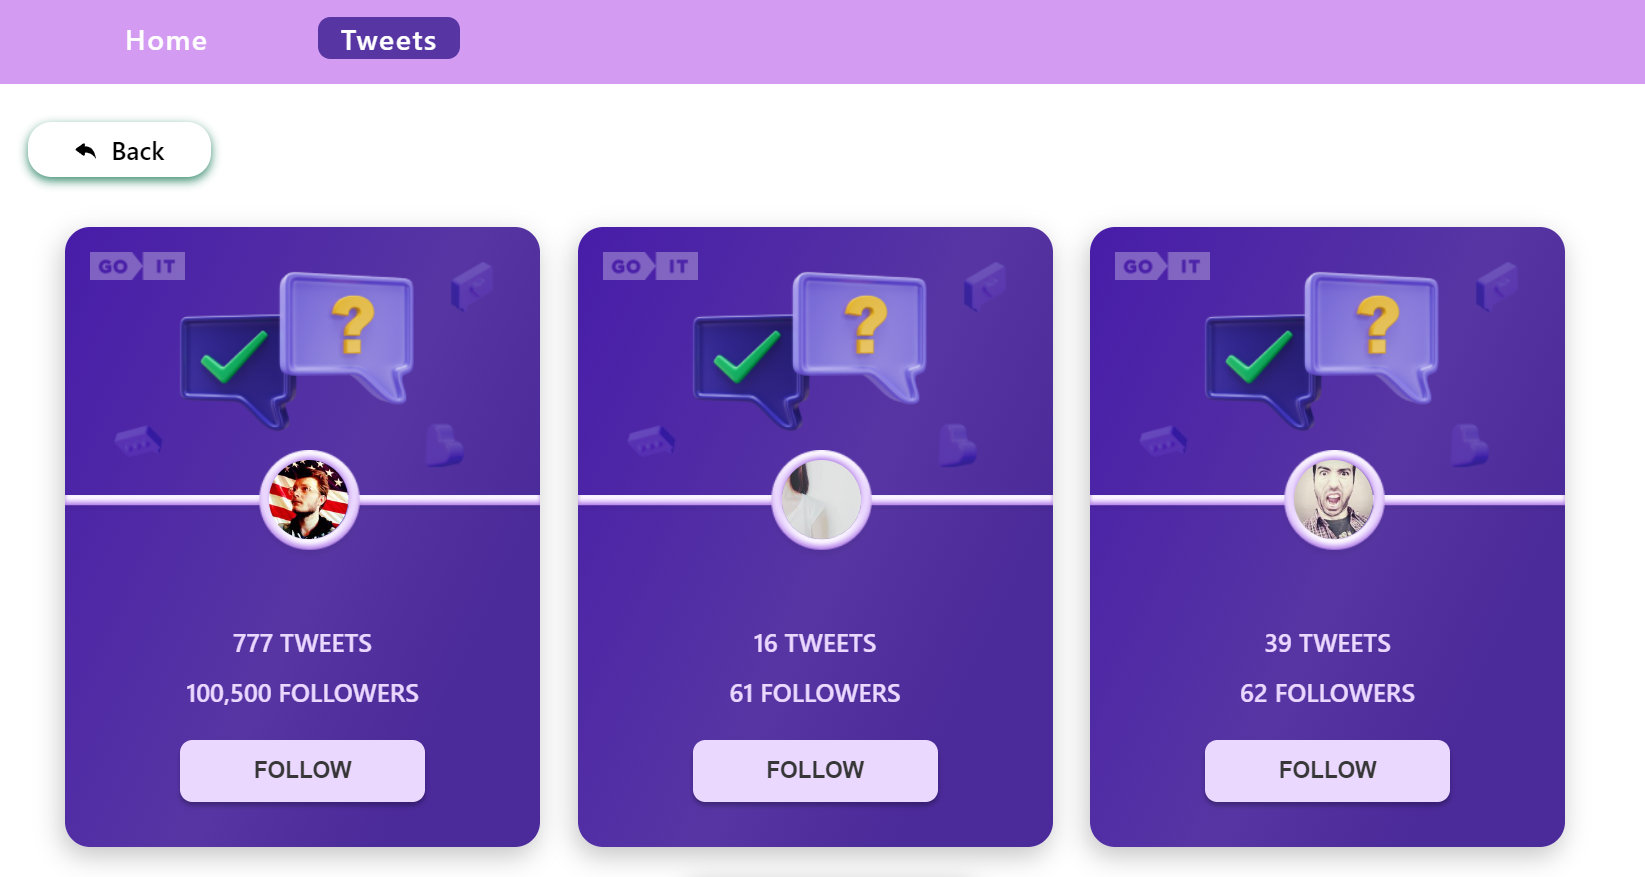 Home
Tweets
Back
GO IT
777 TWEETS
100,500 FOLLOWERS
FOLLOW
GO IT
16 TWEETS
61 FOLLOWERS
FOLLOW
GO IT
39 TWEETS
62 FOLLOWERS
FOLLOW